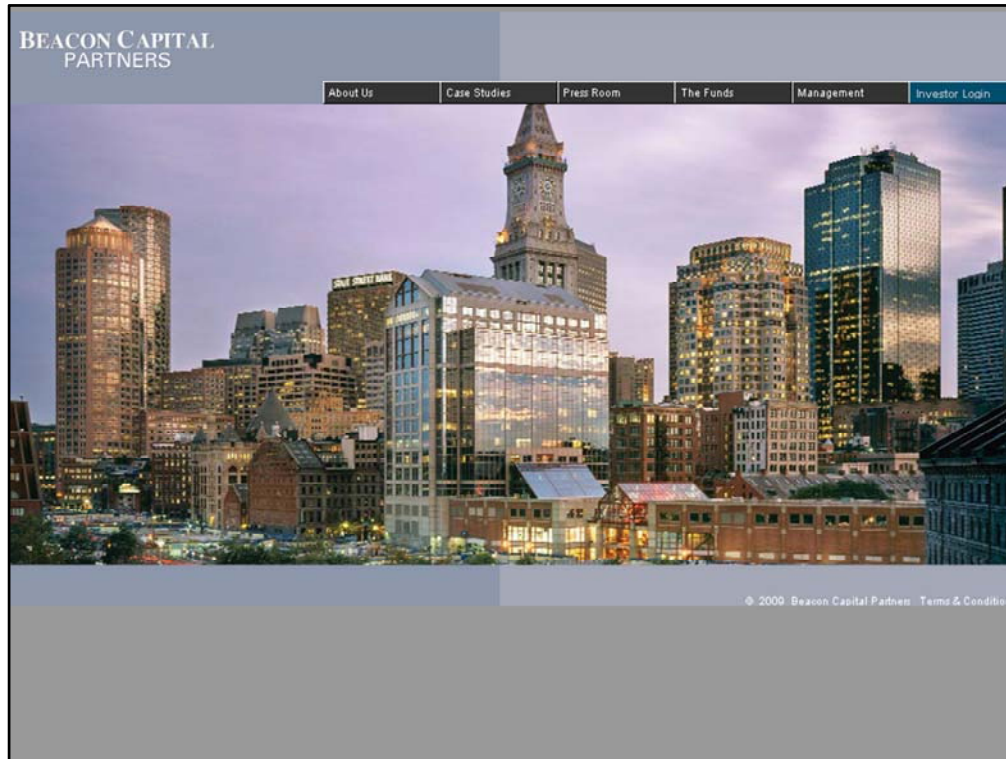 BEACON CAPITAL
PARTNERS
About Us
Case Studies
Press Room
The Funds
Management
Investor Login
STATE STREET BANK
© 2009 Beacon Capital Partners Terms & Conditio